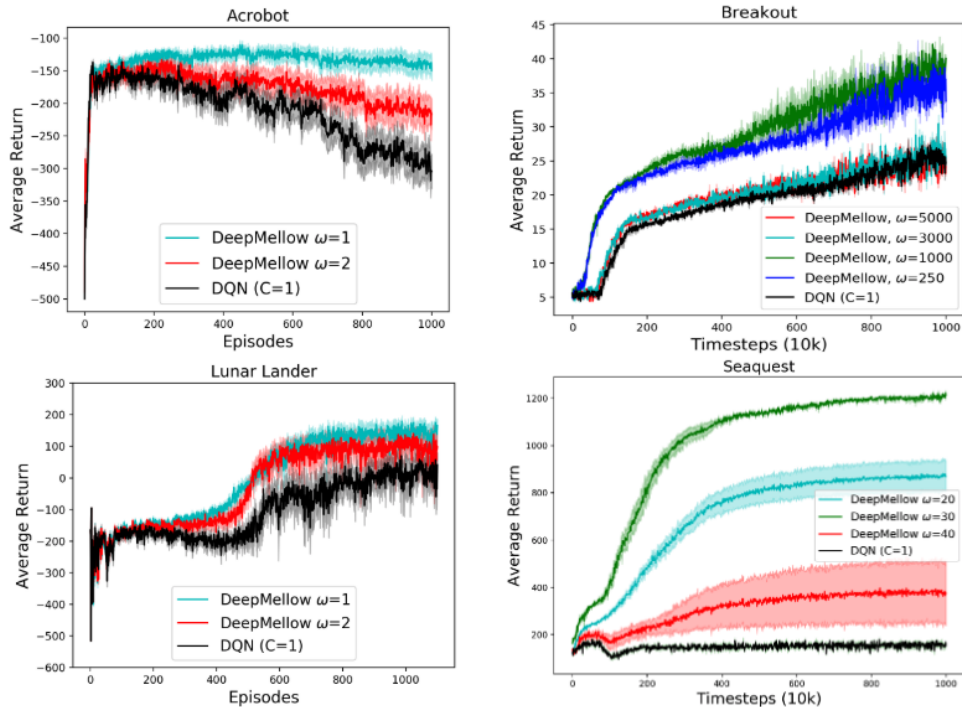 Acrobot
Average Return
−100
−150
−200
−250
−300
−350
−400
−450
−500
DeepMellow ω=1
DeepMellow ω=2
DQN (C=1)
0 200 400 600 800 1000
Episodes
Breakout
Average Return
45
40
35
30
25
20
15
10
5
DeepMellow, ω=5000
DeepMellow, ω=3000
DeepMellow, ω=1000
DeepMellow, ω=250
DQN (C=1)
0 200 400 600 800 1000
Timesteps (10k)
Lunar Lander
Average Return
300
200
100
0
−100
−200
−300
−400
−500
−600
DeepMellow ω=1
DeepMellow ω=2
DQN (C=1)
0 200 400 600 800 1000
Episodes
Seaquest
Average Return
1200
1000
800
600
400
200
DeepMellow ω=20
DeepMellow ω=30
DeepMellow ω=40
DQN (C=1)
0 200 400 600 800 1000
Timesteps (10k)